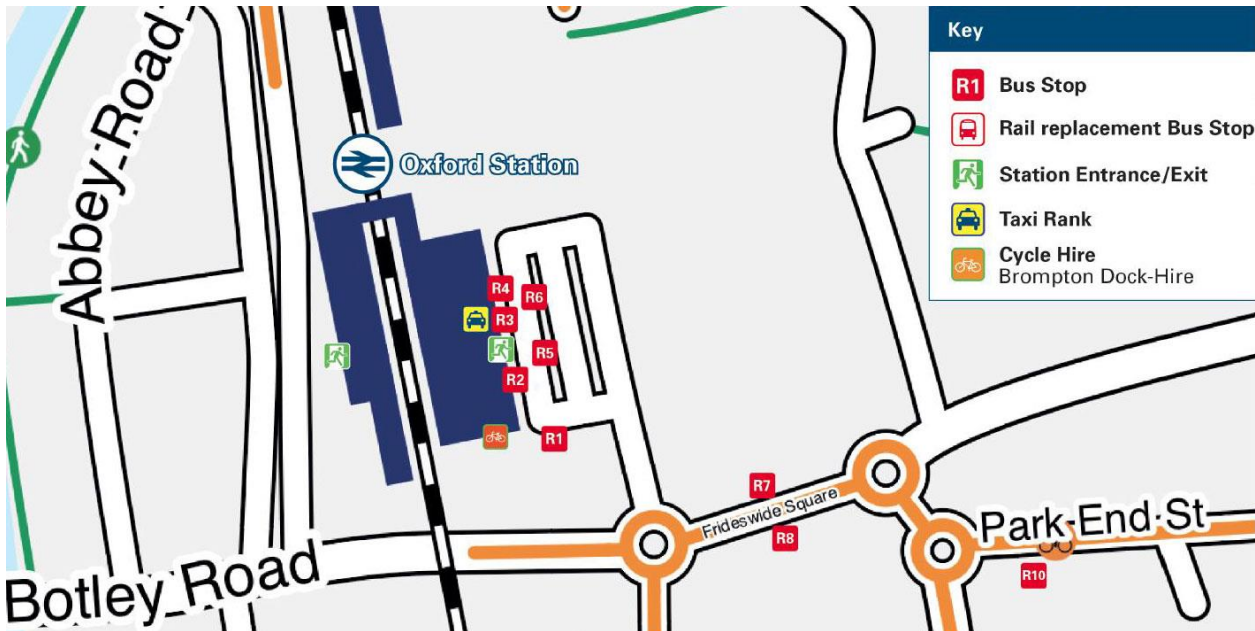 Abbey Road
Oxford Station
R4
R6
R3
R5
R2
R1
R7
Frideswide Square
R8
Park End St
R10
Botley Road
Key
R1 Bus Stop
Rail replacement Bus Stop
Station Entrance/Exit
Taxi Rank
Cycle Hire
Brompton Dock-Hire